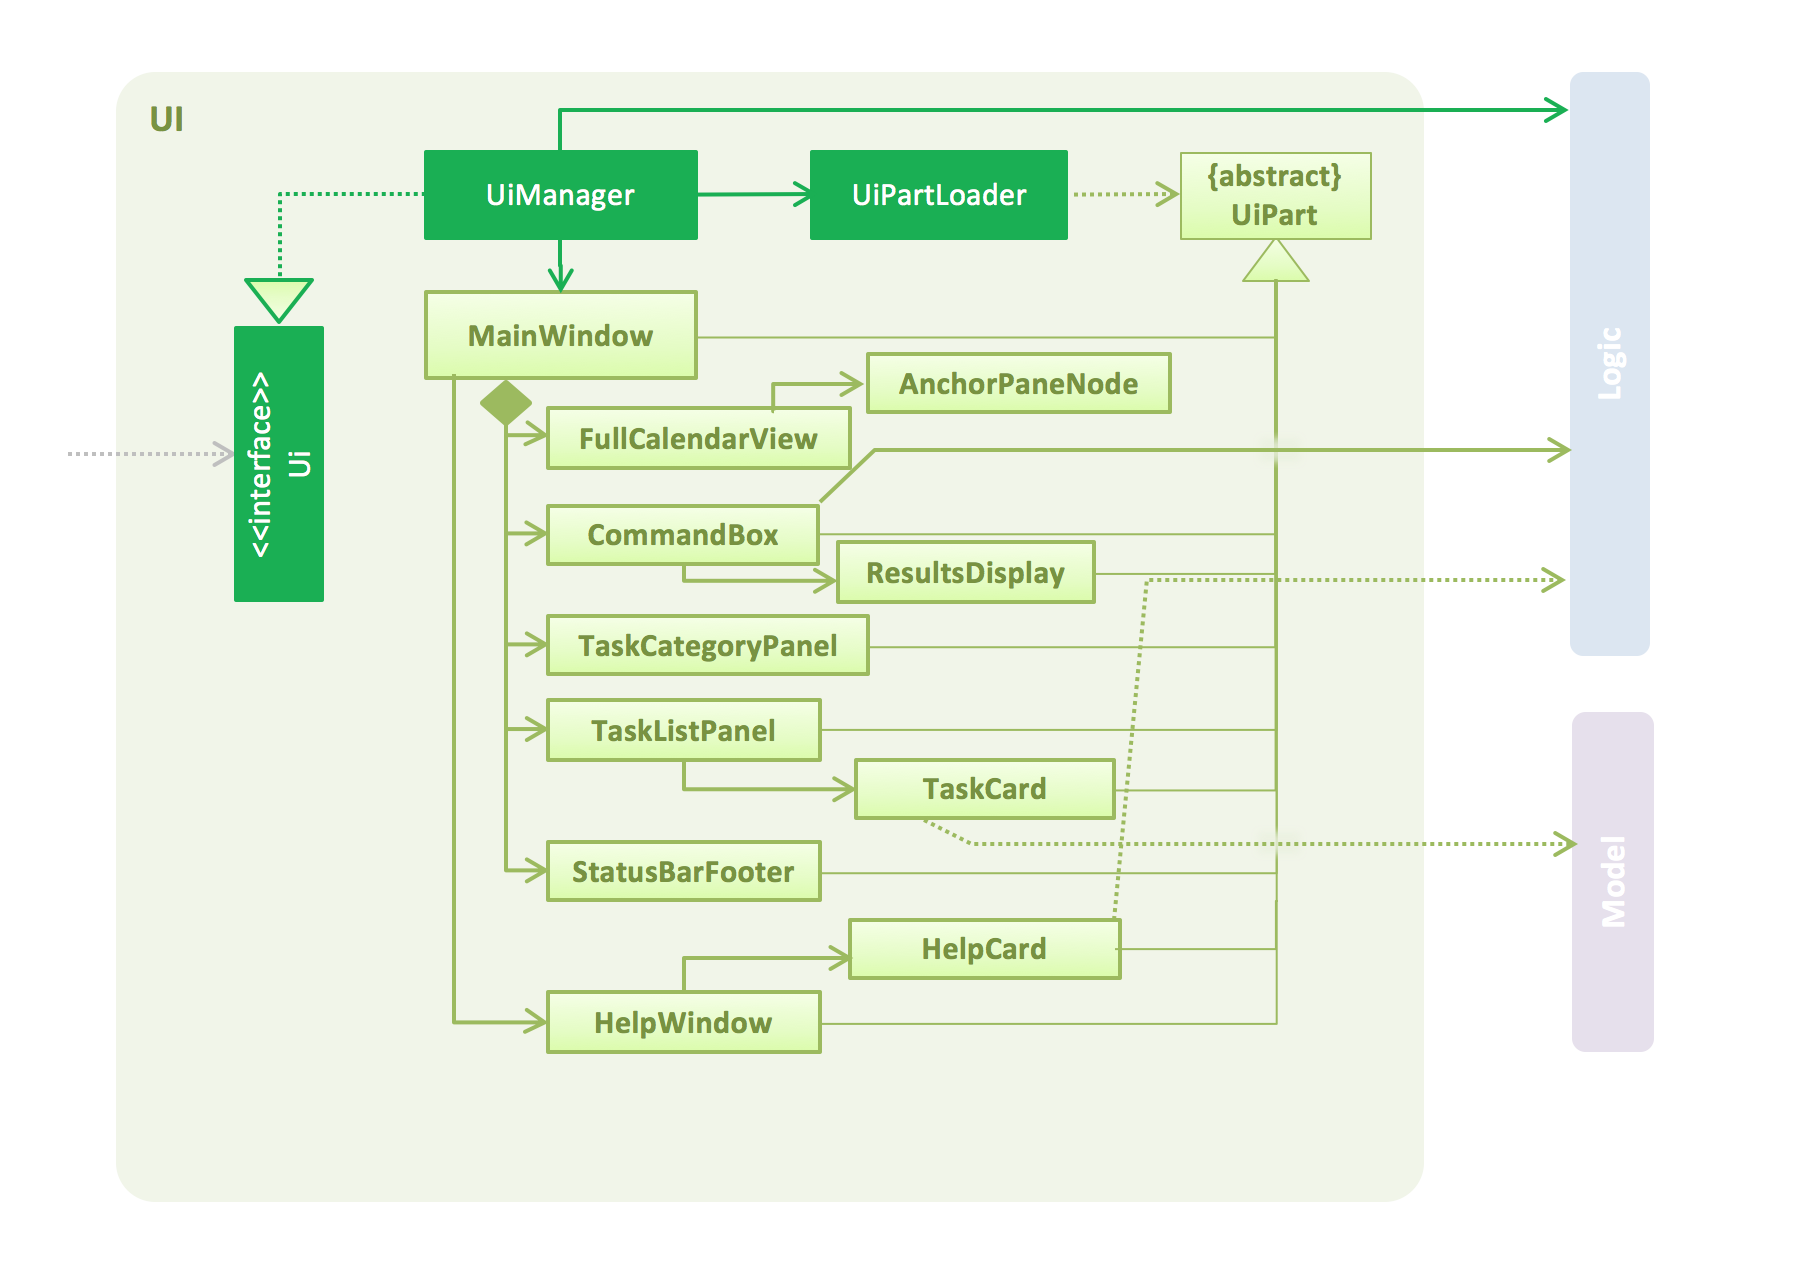 UI
UiManager
UiPartLoader
{abstract}
UiPart
<<interface>>
Ui
MainWindow
AnchorPaneNode
FullCalendarView
CommandBox
ResultsDisplay
TaskCategoryPanel
TaskListPanel
TaskCard
StatusBarFooter
HelpCard
HelpWindow
Logic
Model